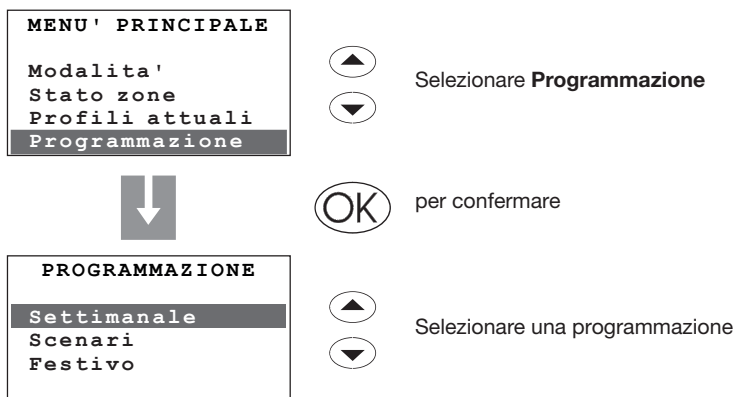 MENU' PRINCIPALE
Modalita'
Stato zone
Profili attuali
Programmazione
Selezionare Programmazione
OK
per confermare
PROGRAMMAZIONE
Settimanale
Scenari
Festivo
Selezionare una programmazione